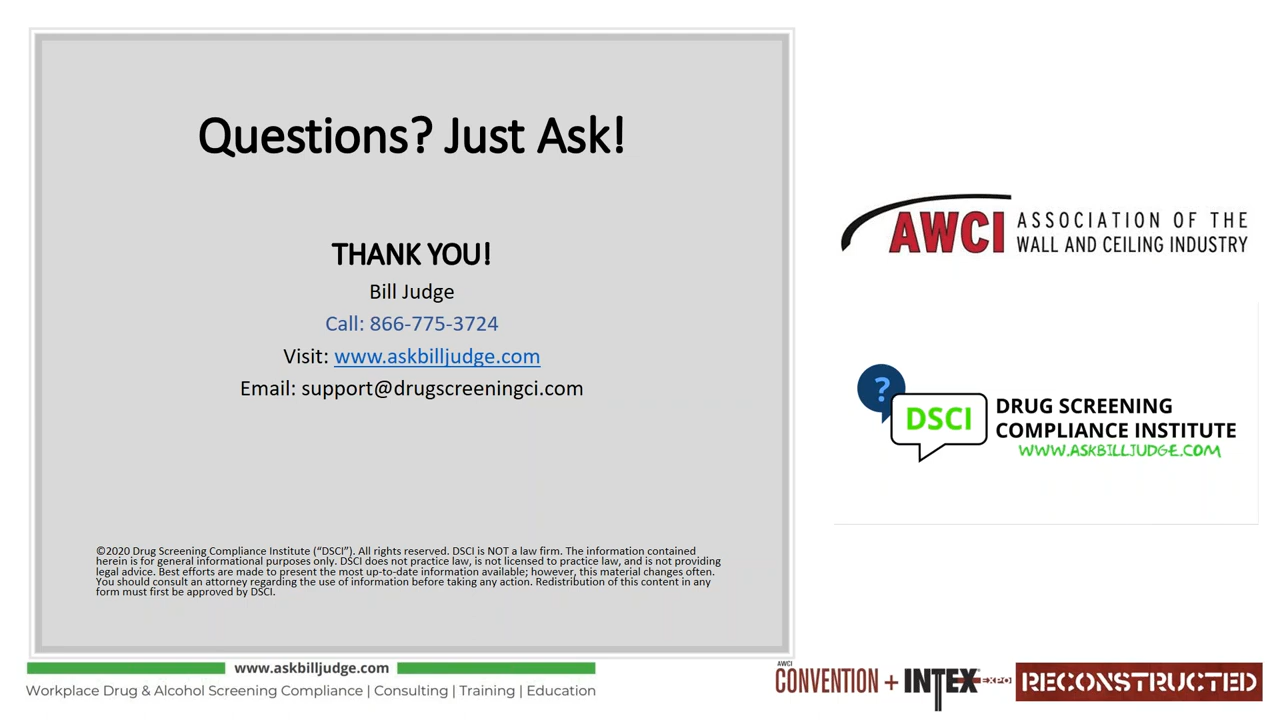 Questions? Just Ask!
THANK YOU!
Bill Judge
Call: 866-775-3724
Visit: www.askbilljudge.com
Email: support@drugscreeningci.com
©2020 Drug Screening Compliance Institute (“DSCI”). All rights reserved. DSCI is NOT a law firm. The information contained
herein is for general informational purposes only. DSCI does not practice law, is not licensed to practice law, and is not providing
legal advice. Best efforts are made to present the most up-to-date information available; however, this material changes often.
You should consult an attorney regarding the use of information before taking any action. Redistribution of this content in any
form must first be approved by DSCI.
AWCI ASSOCIATION OF THE
WALL AND CEILING INDUSTRY
?
DSCI
DRUG SCREENING
COMPLIANCE INSTITUTE
WWW.ASKBILLJUDGE.COM
www.askbilljudge.com
Workplace Drug & Alcohol Screening Compliance | Consulting | Training | Education
AWCI
CONVENTION + INTEX EXPO RECONSTRUCTED